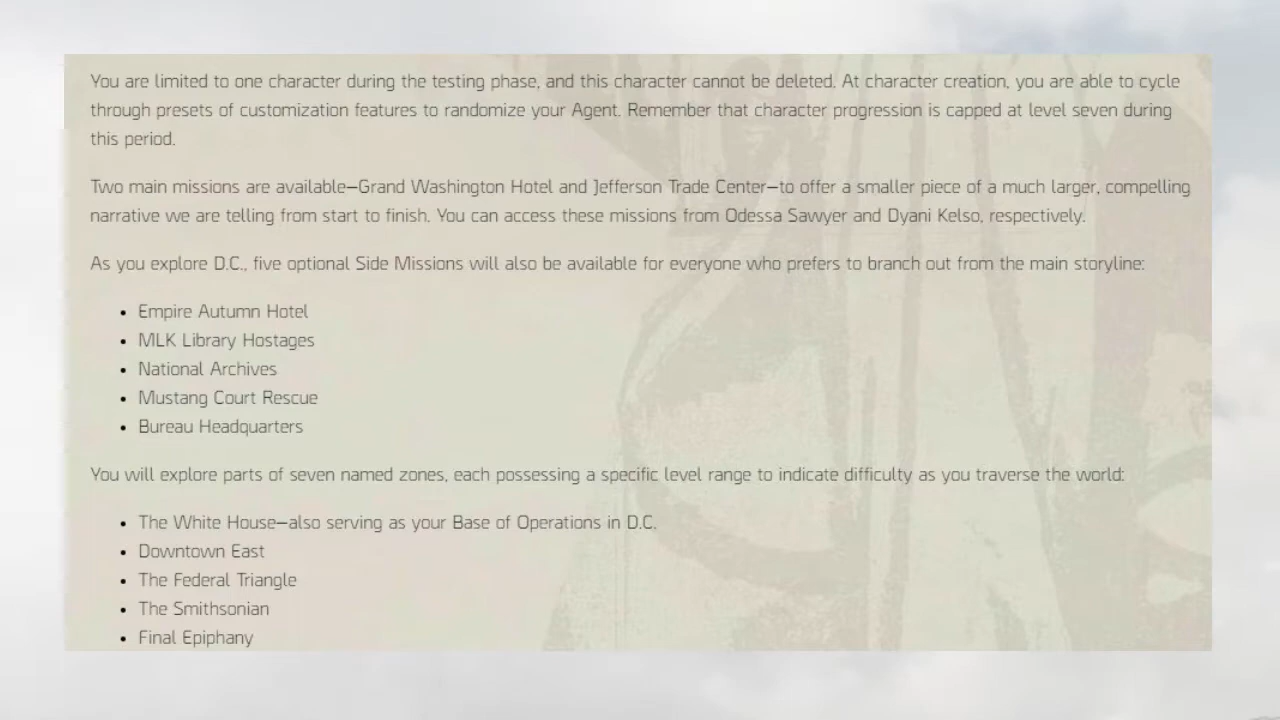 You are limited to one character during the testing phase, and this character cannot be deleted. At character creation, you are able to cycle
through presets of customization features to randomize your Agent. Remember that character progression is capped at level seven during
this period.
Two main missions are available—Grand Washington Hotel and Jefferson Trade Center—to offer a smaller piece of a much larger, compelling
narrative we are telling from start to finish. You can access these missions from Odessa Sawyer and Dyani Kelso, respectively.
As you explore D.C., five optional Side Missions will also be available for everyone who prefers to branch out from the main storyline:
• Empire Autumn Hotel
• MLK Library Hostages
• National Archives
• Mustang Court Rescue
• Bureau Headquarters
You will explore parts of seven named zones, each possessing a specific level range to indicate difficulty as you traverse the world:
• The White House—also serving as your Base of Operations in D.C.
• Downtown East
• The Federal Triangle
• The Smithsonian
• Final Epiphany